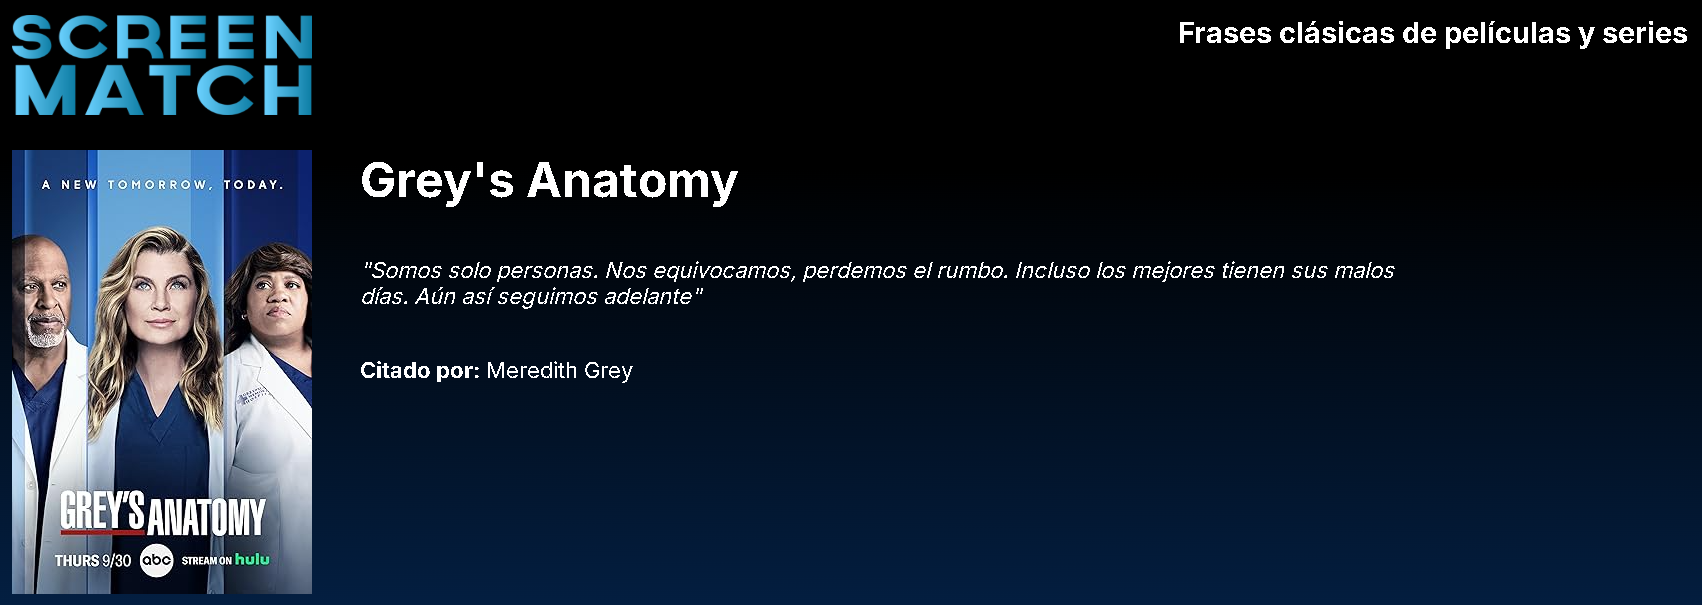 SCREEN
MATCH
Frases clásicas de películas y series
A NEW TOMORROW, TODAY.
GREY'S ANATOMY
THURS 9/30 abc STREAM ON hulu
Grey's Anatomy
"Somos solo personas. Nos equivocamos, perdemos el rumbo. Incluso los mejores tienen sus malos
días. Aún así seguimos adelante"
Citado por: Meredith Grey